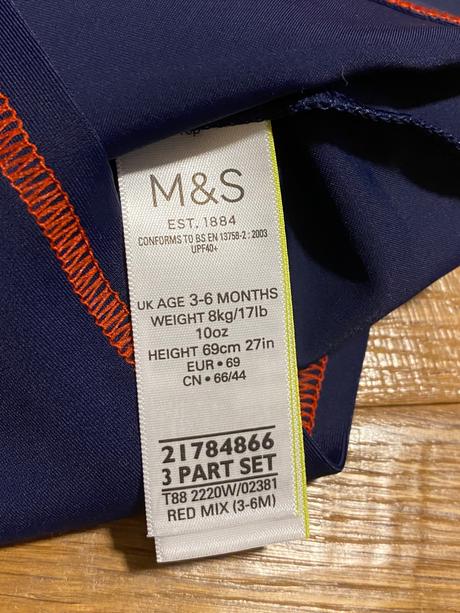 M&S
EST. 1884
CONFORMS TO BS EN 13758-2 : 2003
UPF40+
UK AGE 3-6 MONTHS
WEIGHT 8kg/17lb
10oz
HEIGHT 69cm 27in
EUR • 69
CN • 66/44
21784866
3 PART SET
T88 2220W/02381
RED MIX (3-6M)